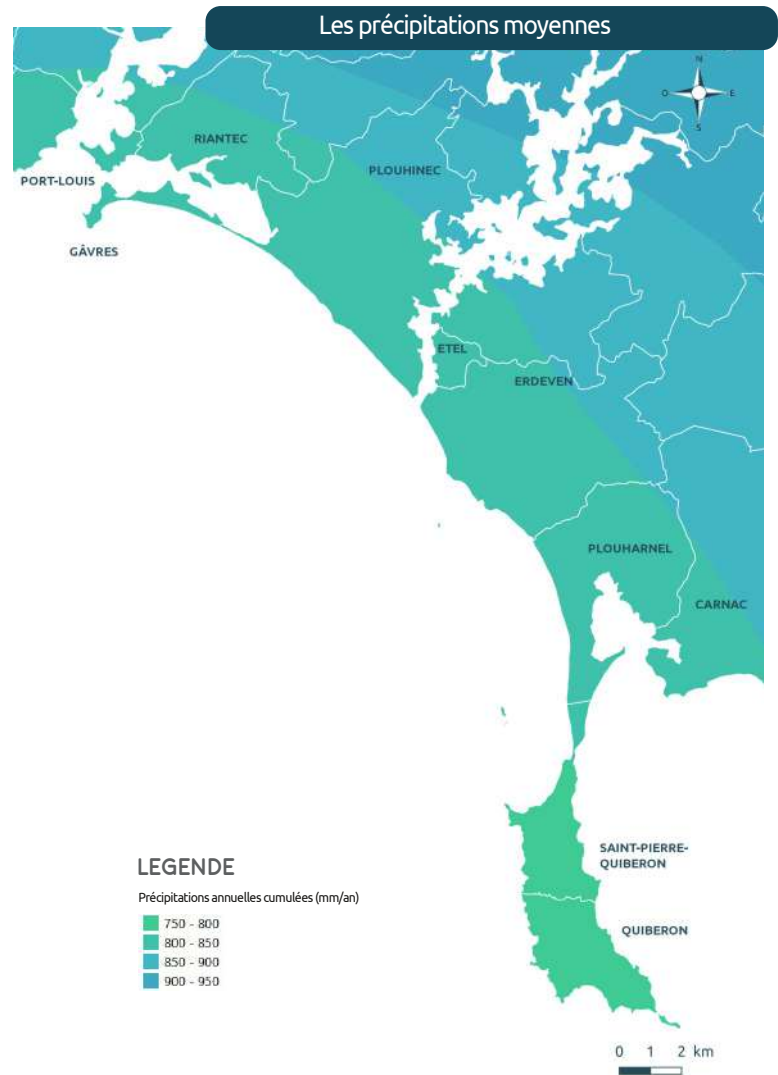 Les précipitations moyennes
N
O E
S
RIANTEC
PLOUHINEC
PORT-LOUIS
GÂVRES
ETEL
ERDEVEN
PLOUHARNEL
CARNAC
SAINT-PIERRE-
QUIBERON
QUIBERON
LEGENDE
Précipitations annuelles cumulées (mm/an)
750 - 800
800 - 850
850 - 900
900 - 950
0 1 2 km